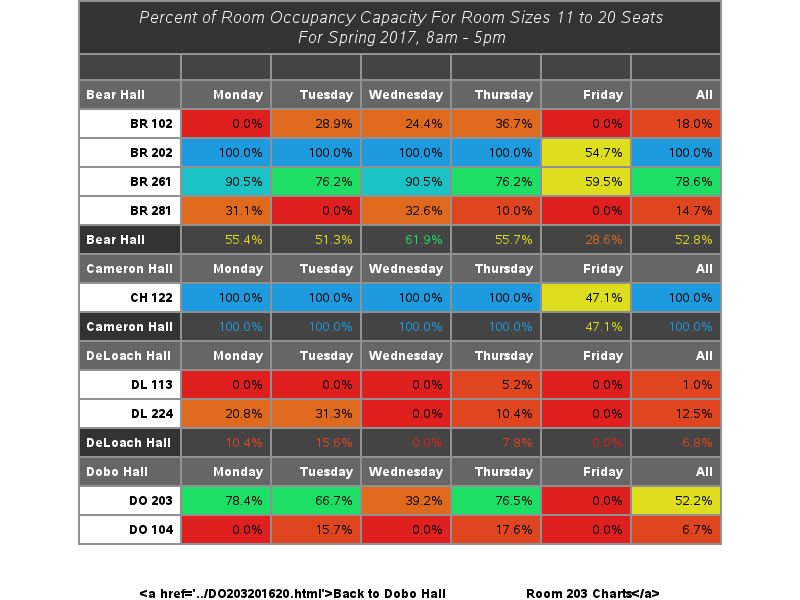 Percent of Room Occupancy Capacity For Room Sizes 11 to 20 Seats
For Spring 2017, 8am - 5pm
Bear Hall Monday Tuesday Wednesday Thursday Friday All
BR 102 0.0% 28.9% 24.4% 36.7% 0.0% 18.0%
BR 202 100.0% 100.0% 100.0% 100.0% 54.7% 100.0%
BR 261 90.5% 76.2% 90.5% 76.2% 59.5% 78.6%
BR 281 31.1% 0.0% 32.6% 10.0% 0.0% 14.7%
Bear Hall 55.4% 51.3% 61.9% 55.7% 28.6% 52.8%
Cameron Hall Monday Tuesday Wednesday Thursday Friday All
CH 122 100.0% 100.0% 100.0% 100.0% 47.1% 100.0%
Cameron Hall 100.0% 100.0% 100.0% 100.0% 47.1% 100.0%
DeLoach Hall Monday Tuesday Wednesday Thursday Friday All
DL 113 0.0% 0.0% 0.0% 5.2% 0.0% 1.0%
DL 224 20.8% 31.3% 0.0% 10.4% 0.0% 12.5%
DeLoach Hall 10.4% 15.6% 0.0% 7.8% 0.0% 6.8%
Dobo Hall Monday Tuesday Wednesday Thursday Friday All
DO 203 78.4% 66.7% 39.2% 76.5% 0.0% 52.2%
DO 104 0.0% 15.7% 0.0% 17.6% 0.0% 6.7%
<a href='../DO203201620.html'>Back to Dobo Hall Room 203 Charts</a>